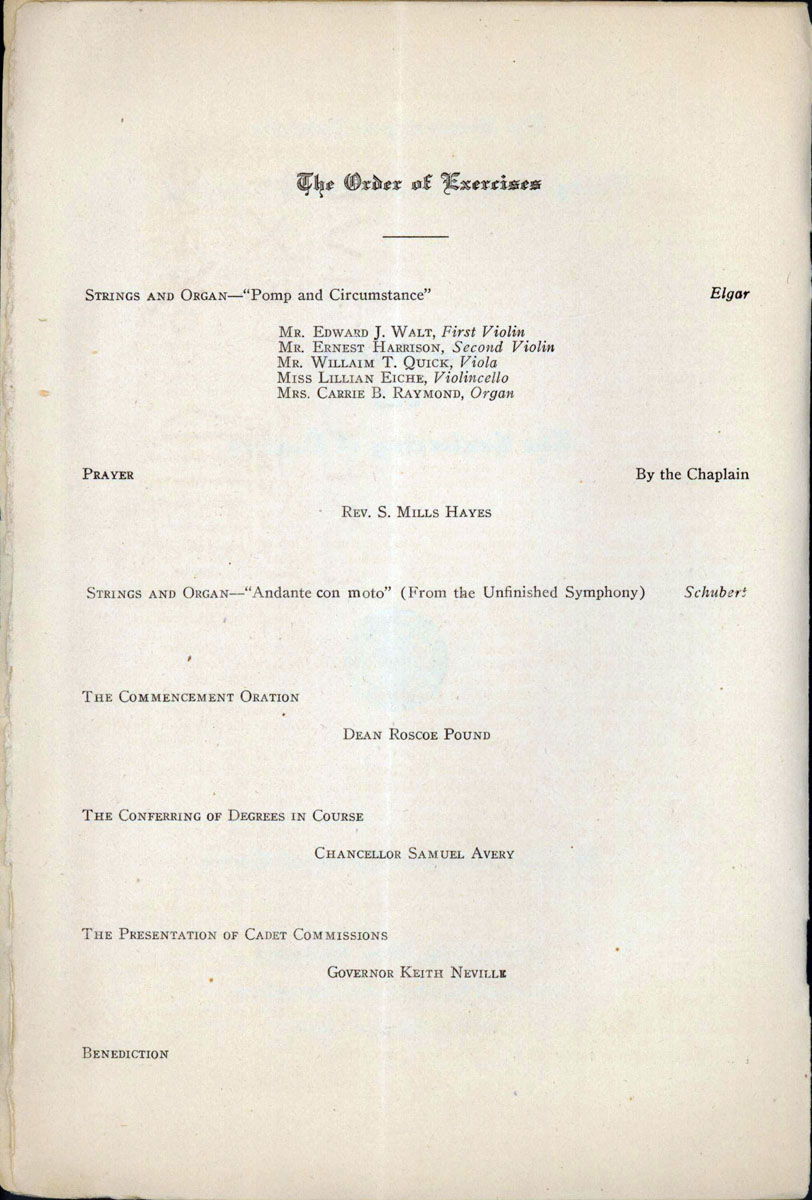 The Order of Exercises
STRINGS AND ORGAN—“Pomp and Circumstance” Elgar
MR. EDWARD J. WALT, First Violin
MR. ERNEST HARRISON, Second Violin
MR. WILLAIM T. QUICK, Viola
MISS LILLIAN EICHE, Violincello
MRS. CARRIE B. RAYMOND, Organ
PRAYER By the Chaplain
REV. S. MILLS HAYES
STRINGS AND ORGAN—“Andante con moto” (From the Unfinished Symphony) Schubert
THE COMMENCEMENT ORATION
DEAN ROSCOE POUND
THE CONFERRING OF DEGREES IN COURSE
CHANCELLOR SAMUEL AVERY
THE PRESENTATION OF CADET COMMISSIONS
GOVERNOR KEITH NEVILLE
BENEDICTION